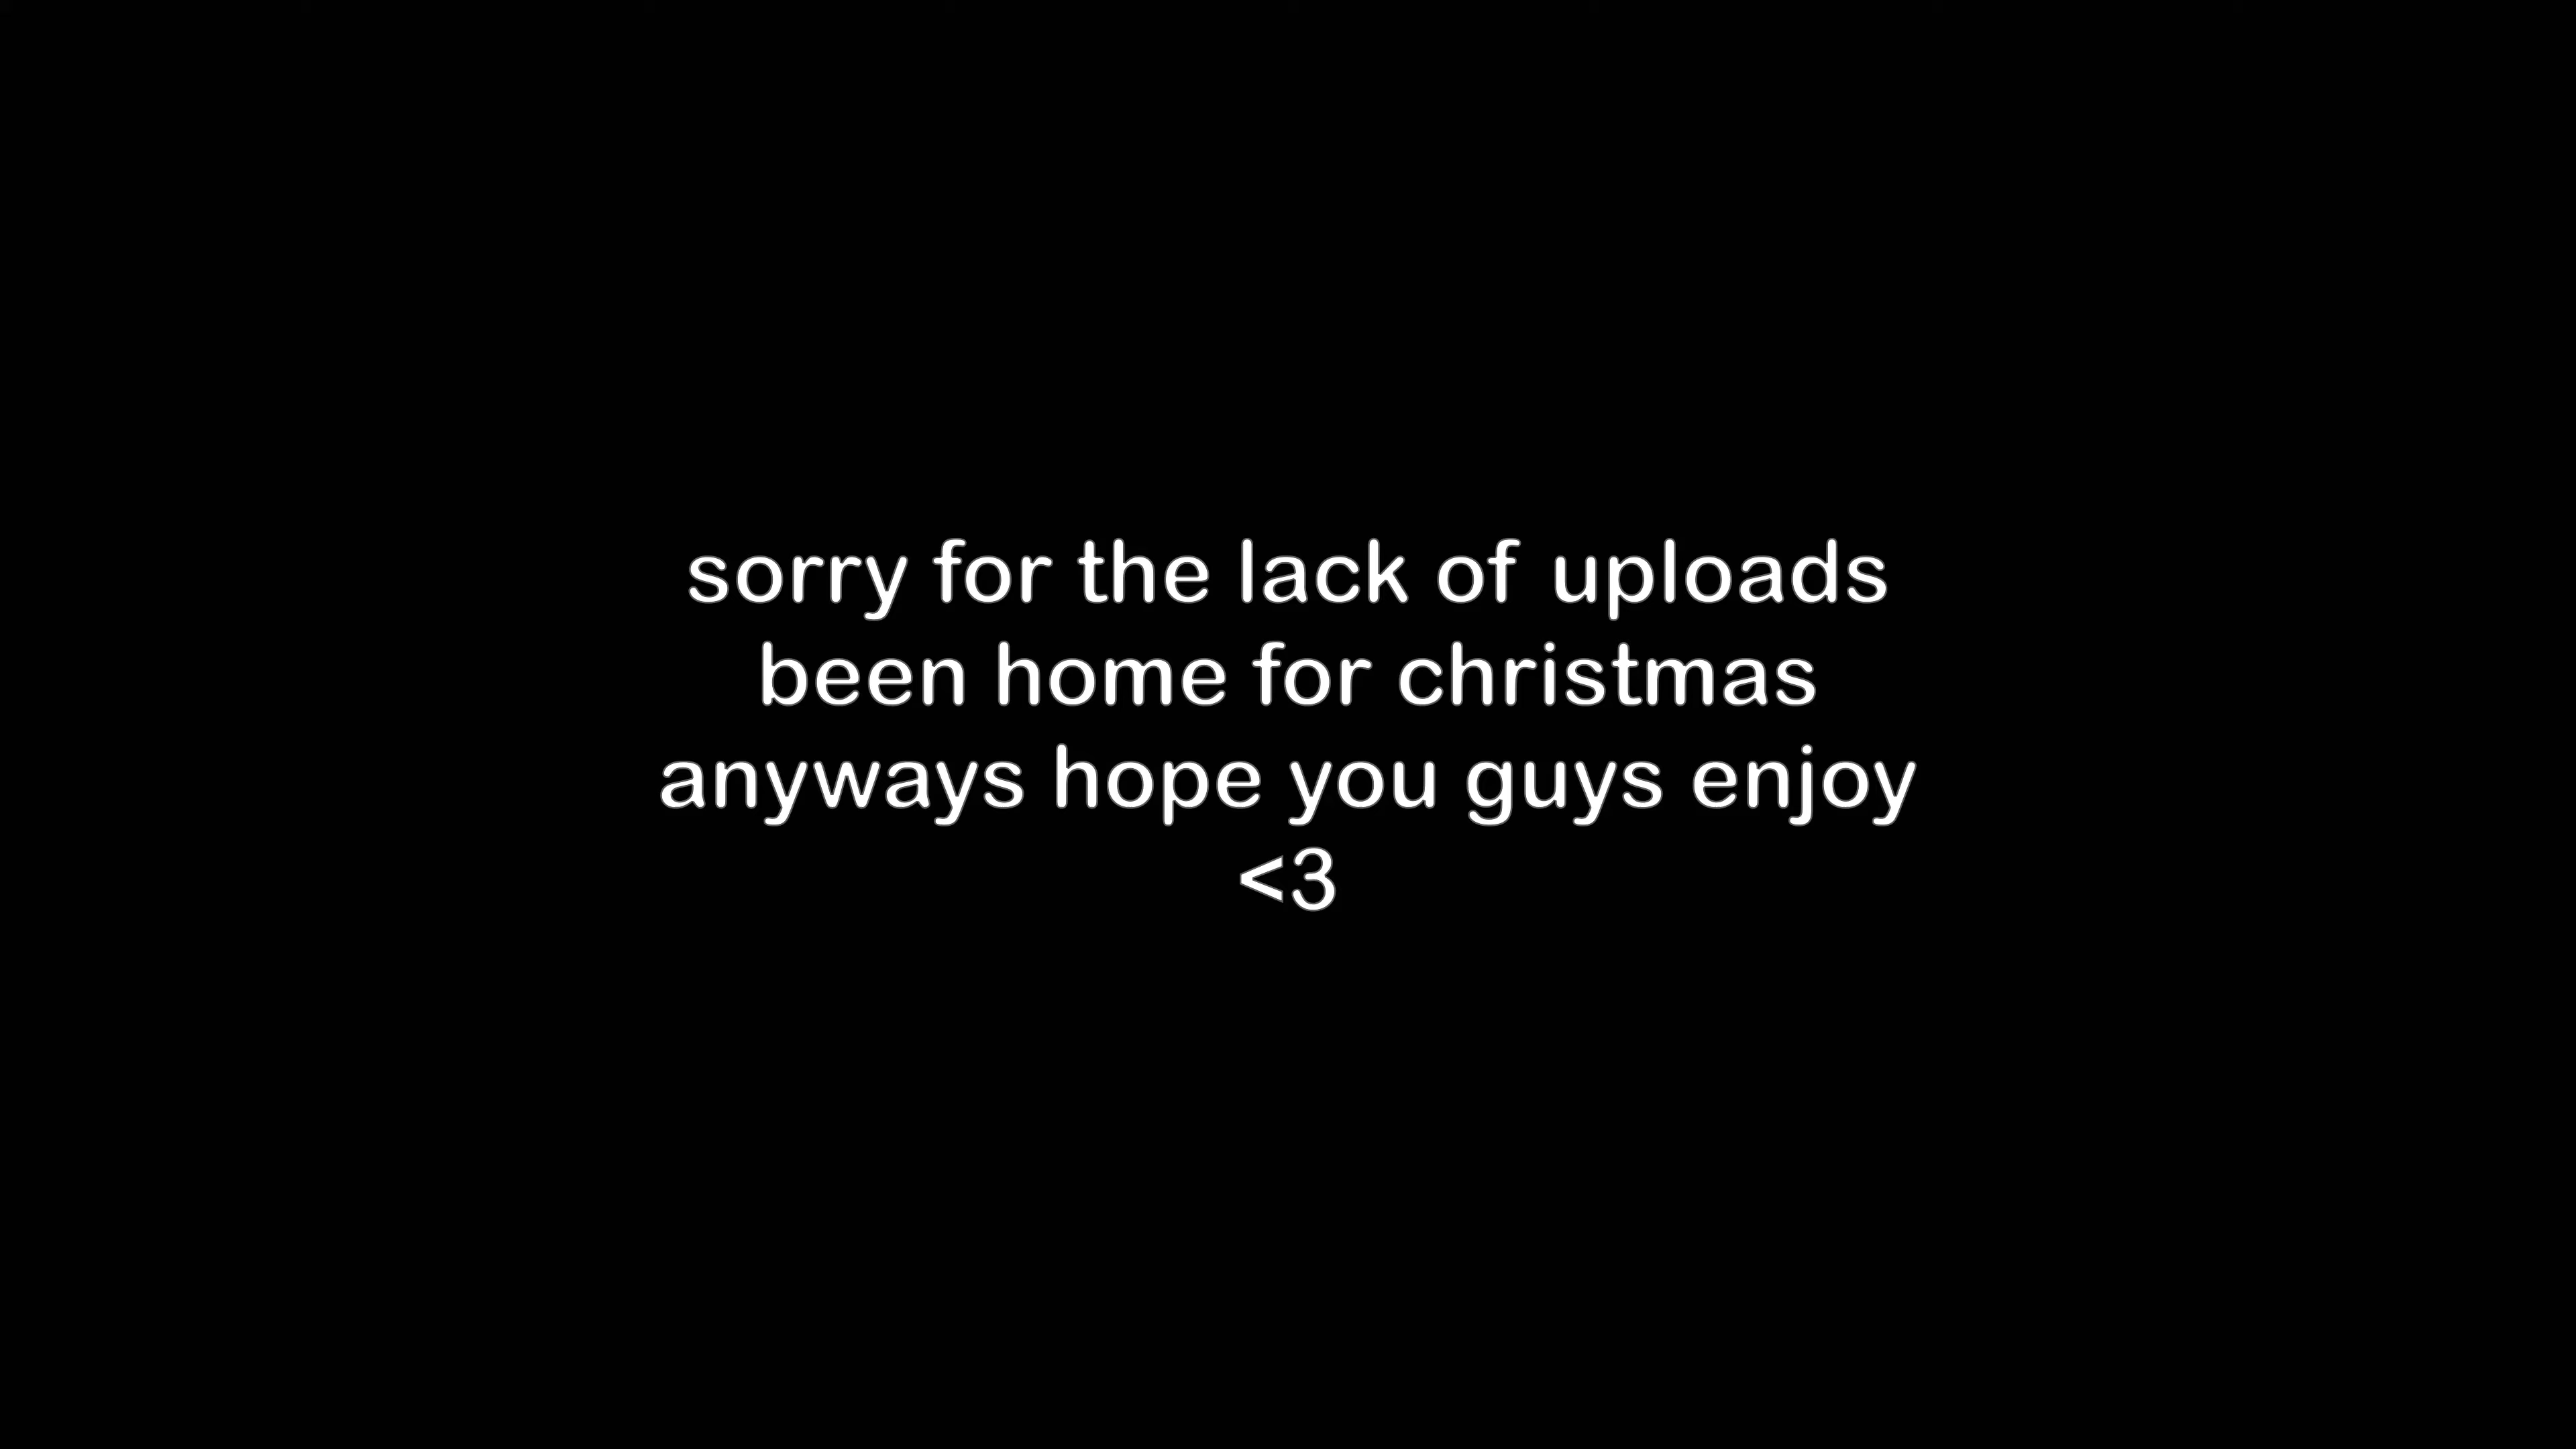 sorry for the lack of uploads
been home for christmas
anyways hope you guys enjoy
<3